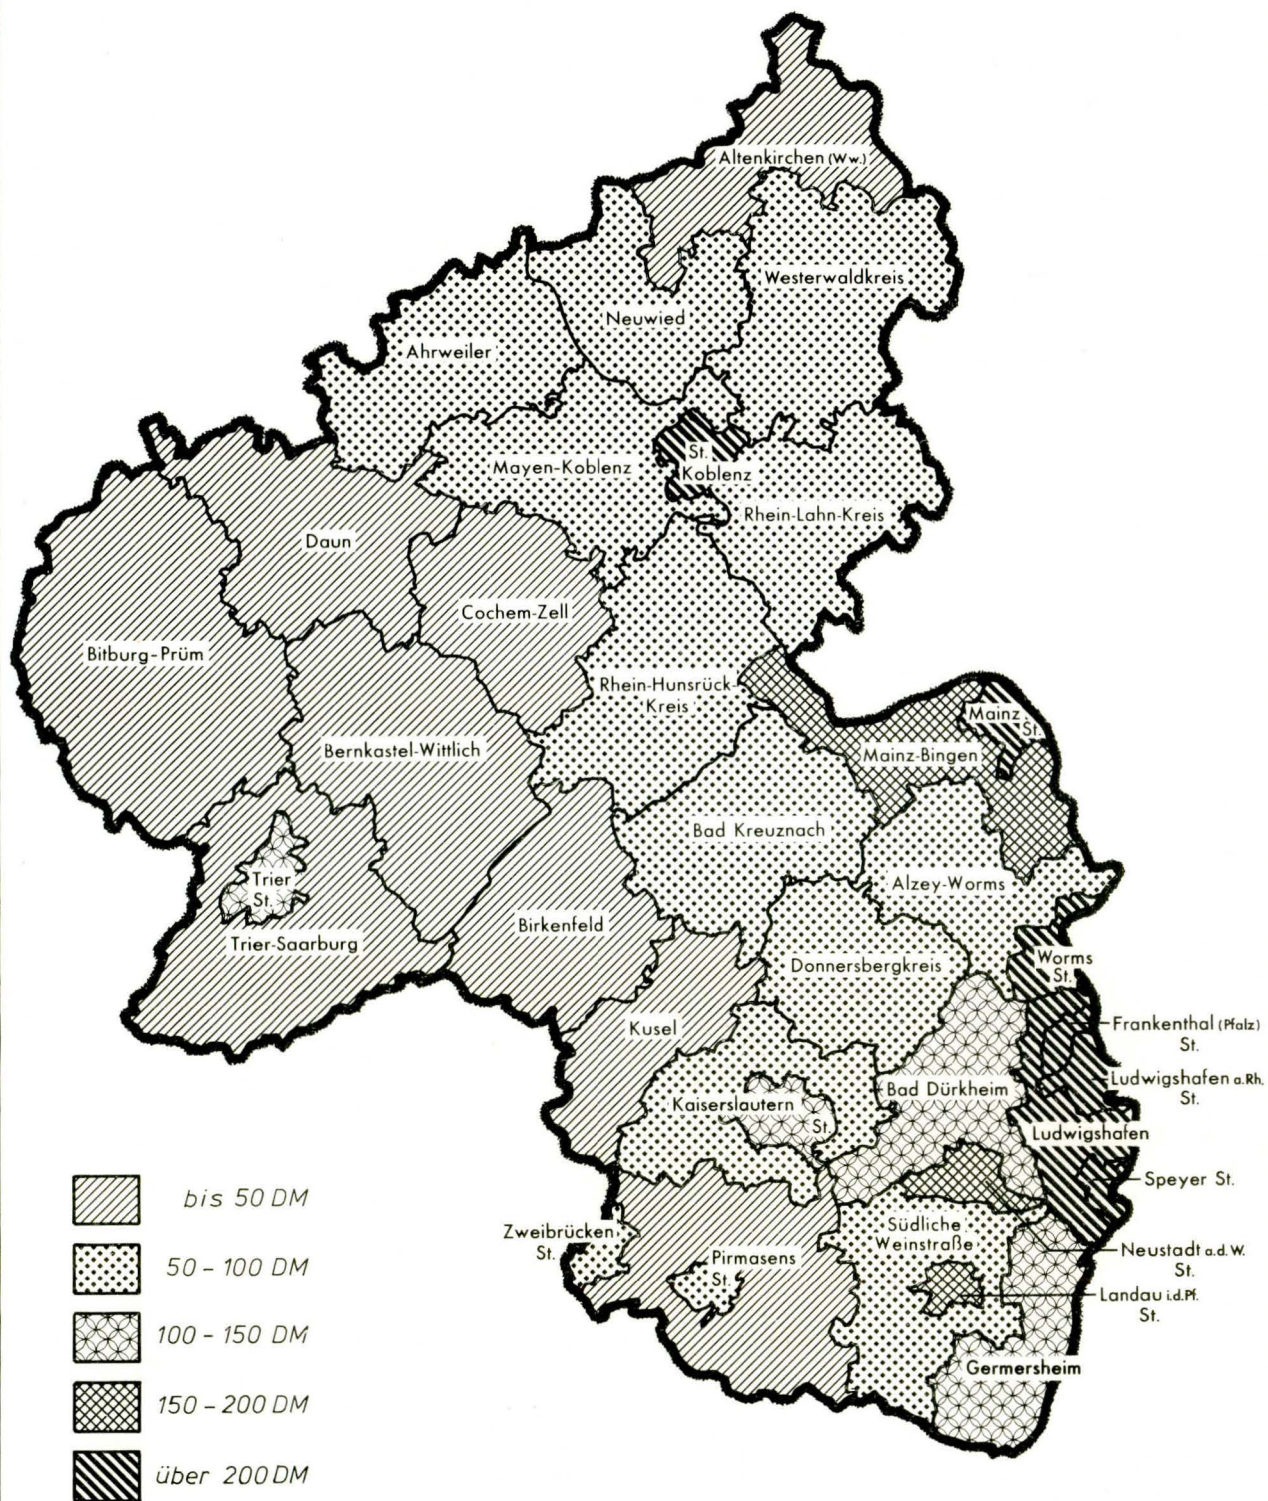 Altenkirchen (Ww.)
Westerwaldkreis
Neuwied
Ahrweiler
St.
Koblenz
Mayen-Koblenz
Rhein-Lahn-Kreis
Daun
Cochem-Zell
Bitburg-Prüm
Rhein-Hunsrück-
Kreis
Mainz
St.
Bernkastel-Wittlich
Mainz-Bingen
Bad Kreuznach
Trier
St.
Alzey-Worms
Birkenfeld
Trier-Saarburg
Worms
St.
Donnersbergkreis
Kusel
Frankenthal (Pfalz)
St.
Ludwigshafen a.Rh.
St.
Bad Dürkheim
Kaiserslautern
St.
Ludwigshafen
Speyer St.
bis 50 DM
Zweibrücken
St.
Südliche
Weinstraße
Neustadt a.d.W.
St.
Pirmasens
St.
50 - 100 DM
Landau i.d.Pf.
St.
100 - 150 DM
Germersheim
150 - 200 DM
über 200 DM